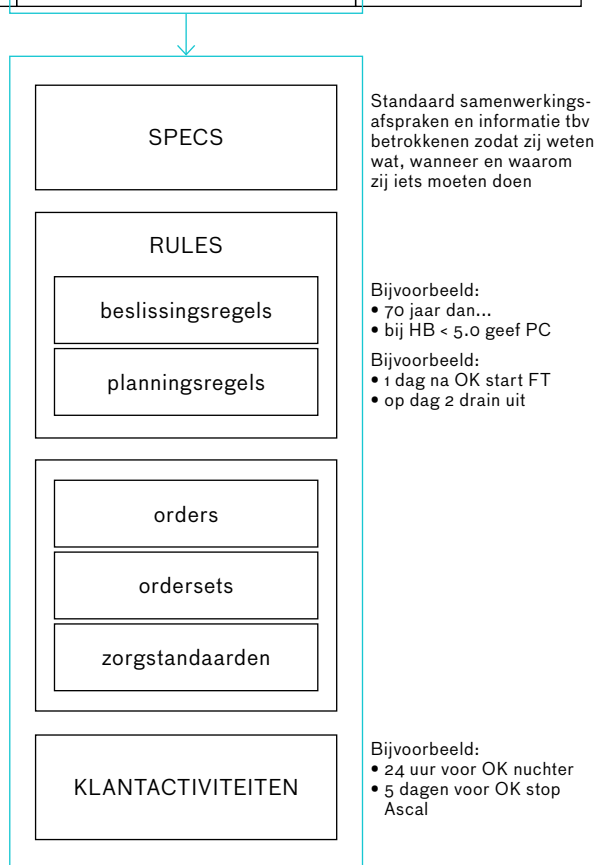 SPECS
Standaard samenwerkings-
afspraken en informatie tbv
betrokkenen zodat zij weten
wat, wanneer en waarom
zij iets moeten doen
RULES
beslissingsregels
Bijvoorbeeld:
• 70 jaar dan...
• bij HB < 5.0 geef PC
planningsregels
Bijvoorbeeld:
• 1 dag na OK start FT
• op dag 2 drain uit
orders
ordersets
zorgstandaarden
KLANTACTIVITEITEN
Bijvoorbeeld:
• 24 uur voor OK nuchter
• 5 dagen voor OK stop
Ascal